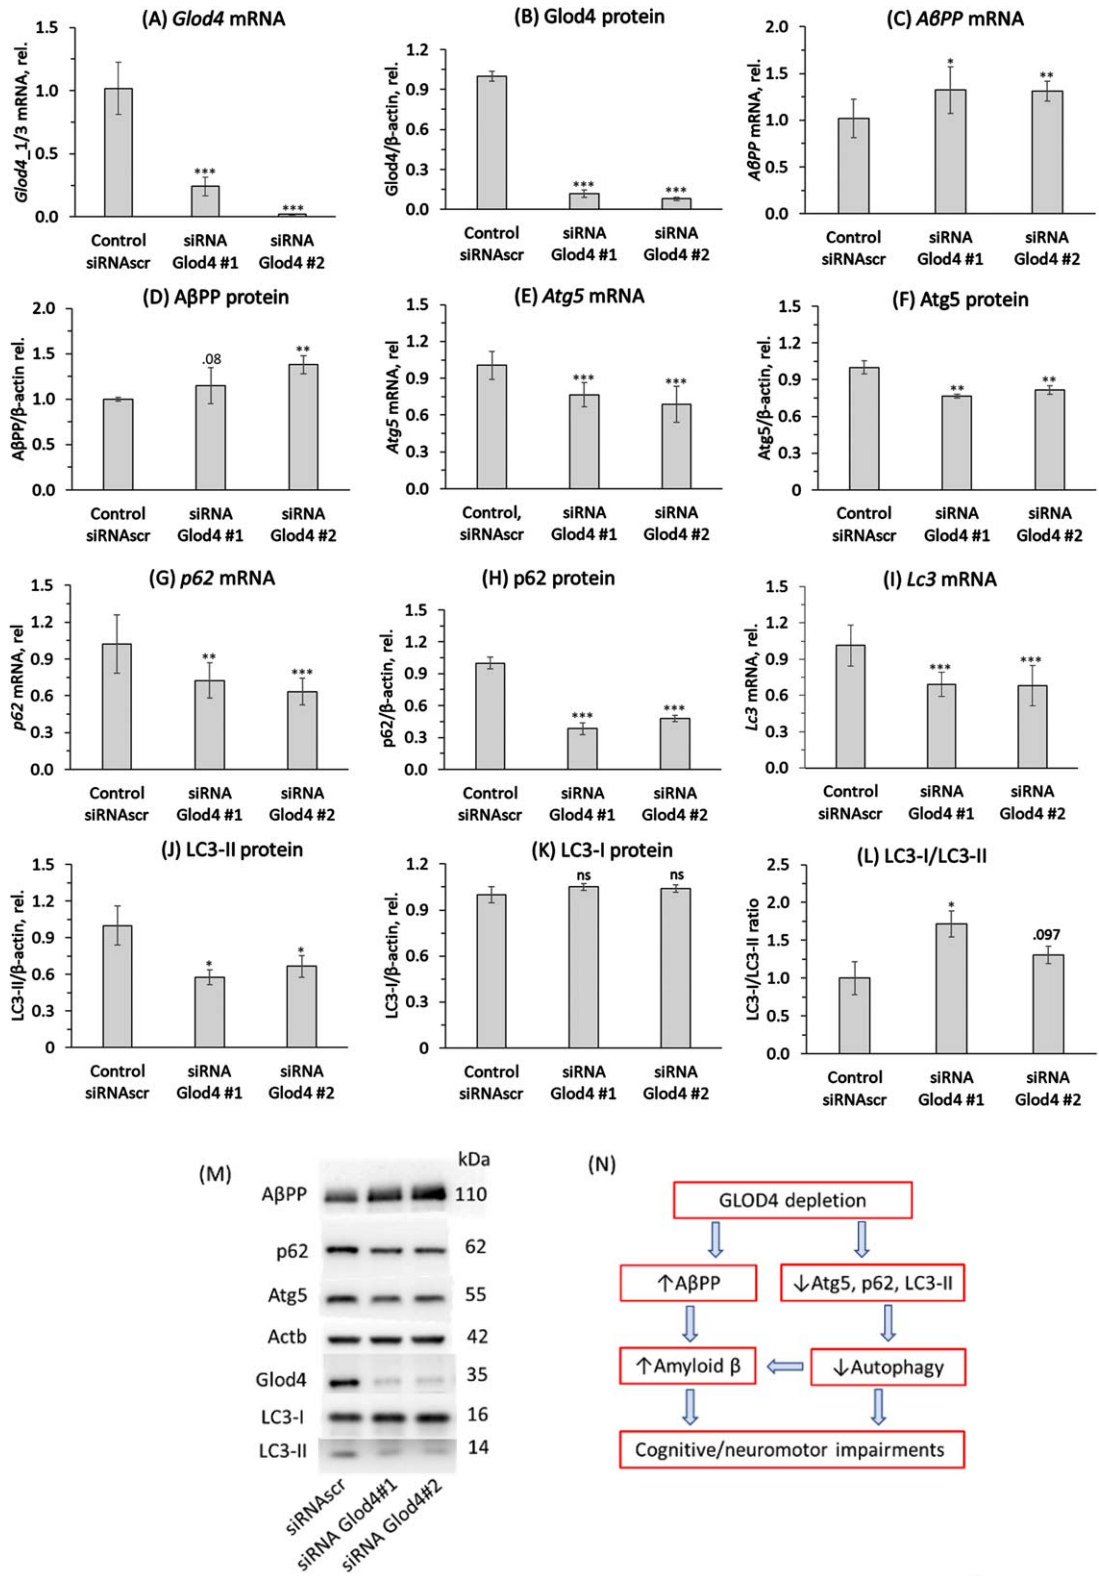 (A) Glod4 mRNA
Glod4_1/3 mRNA, rel.
1.5
1.0
0.5
0.0
***
***
Control siRNAscr
siRNA Glod4 #1
siRNA Glod4 #2
(B) Glod4 protein
Glod4/β-actin, rel.
1.2
0.9
0.6
0.3
0.0
***
***
Control siRNAscr
siRNA Glod4 #1
siRNA Glod4 #2
(C) AβPP mRNA
AβPP mRNA, rel.
2.0
1.5
1.0
0.5
0.0
*
**
Control siRNAscr
siRNA Glod4 #1
siRNA Glod4 #2
(D) AβPP protein
AβPP/β-actin rel.
2.0
1.5
1.0
0.5
0.0
.08
**
Control siRNAscr
siRNA Glod4 #1
siRNA Glod4 #2
(E) Atg5 mRNA
Atg5 mRNA, rel
1.5
1.2
0.9
0.6
0.3
0.0
***
***
Control, siRNAscr
siRNA Glod4 #1
siRNA Glod4 #2
(F) Atg5 protein
Atg5/β-actin, rel.
1.5
1.2
0.9
0.6
0.3
0
**
**
Control siRNAscr
siRNA Glod4 #1
siRNA Glod4 #2
(G) p62 mRNA
p62 mRNA, rel
1.5
1.2
0.9
0.6
0.3
0.0
**
***
Control siRNAscr
siRNA Glod4 #1
siRNA Glod4 #2
(H) p62 protein
p62/β-actin, rel.
1.5
1.2
0.9
0.6
0.3
0.0
***
***
Control siRNAscr
siRNA Glod4 #1
siRNA Glod4 #2
(I) Lc3 mRNA
Lc3 mRNA, rel.
1.5
1.2
0.9
0.6
0.3
0.0
***
***
Control siRNAscr
siRNA Glod4 #1
siRNA Glod4 #2
(J) LC3-II protein
LC3-II/β-actin, rel.
1.5
1.2
0.9
0.6
0.3
0
*
*
Control siRNAscr
siRNA Glod4 #1
siRNA Glod4 #2
(K) LC3-I protein
LC3-I/β-actin, rel.
1.2
0.9
0.6
0.3
0
ns
ns
Control siRNAscr
siRNA Glod4 #1
siRNA Glod4 #2
(L) LC3-I/LC3-II
LC3-I/LC3-II ratio
2.5
2.0
1.5
1.0
0.5
0.0
*
.097
Control siRNAscr
siRNA Glod4 #1
siRNA Glod4 #2
(M)
kDa
AβPP 110
p62 62
Atg5 55
Actb 42
Glod4 35
LC3-I 16
LC3-II 14
siRNAscr
siRNA Glod4#1
siRNA Glod4#2
(N)
GLOD4 depletion
↑AβPP
↓Atg5, p62, LC3-II
↑Amyloid β
↓Autophagy
Cognitive/neuromotor impairments